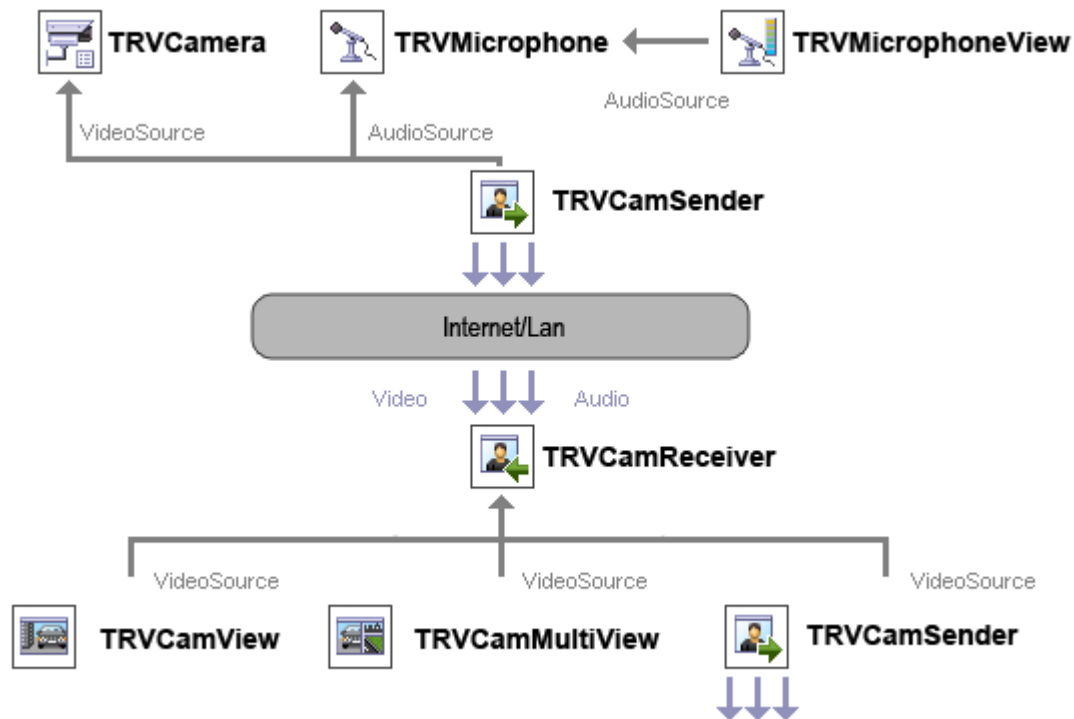 TRVCamera
TRVMicrophone
TRVMicrophoneView
AudioSource
VideoSource
AudioSource
TRVCamSender
Internet/Lan
Video
Audio
TRVCamReceiver
VideoSource
VideoSource
VideoSource
TRVCamView
TRVCamMultiView
TRVCamSender